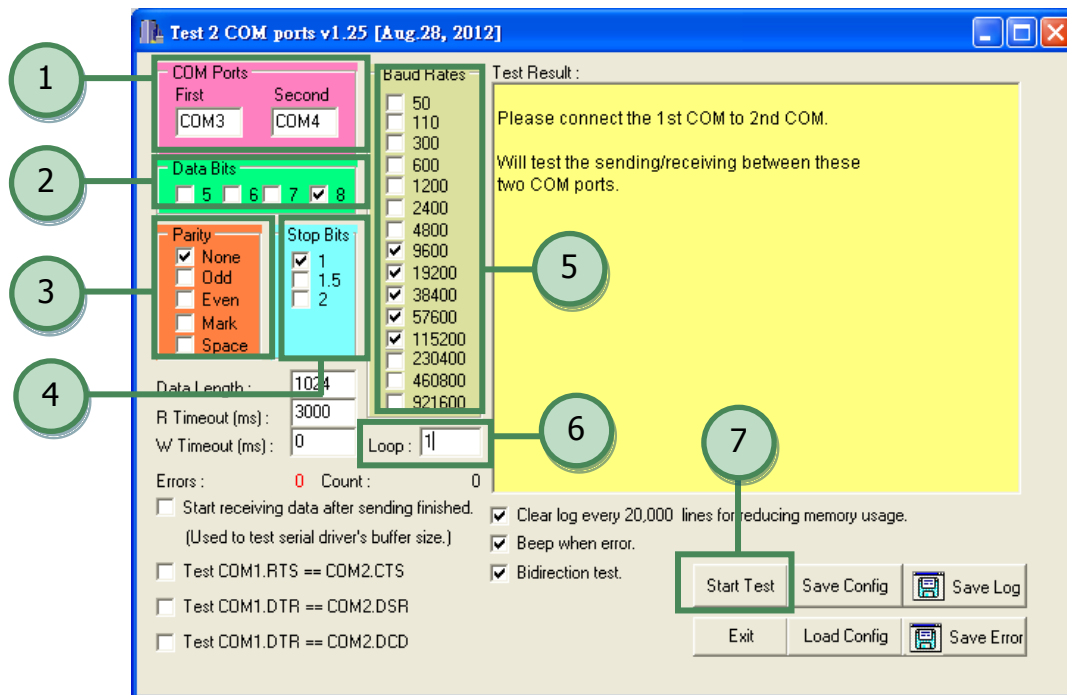 Test 2 COM ports v1.25 [Aug.28, 2012]
1
COM Ports
First Second
COM3 COM4
2
Data Bits
5 6 7 8
3
Parity
None
Odd
Even
Mark
Space
Stop Bits
1
1.5
2
4
Baud Rates
50
110
300
600
1200
2400
4800
9600
19200
38400
57600
115200
230400
460800
921600
5
Data Length : 1024
R Timeout (ms) : 3000
W Timeout (ms) : 0
Loop : 1
6
Errors : 0 Count : 0
Start receiving data after sending finished.
(Used to test serial driver's buffer size.)
Test COM1.RTS == COM2.CTS
Test COM1.DTR == COM2.DSR
Test COM1.DTR == COM2.DCD
Test Result :
Please connect the 1st COM to 2nd COM.
Will test the sending/receiving between these
two COM ports.
7
Clear log every 20,000 lines for reducing memory usage.
Beep when error.
Bidirection test.
Start Test Save Config Save Log
Exit Load Config Save Error